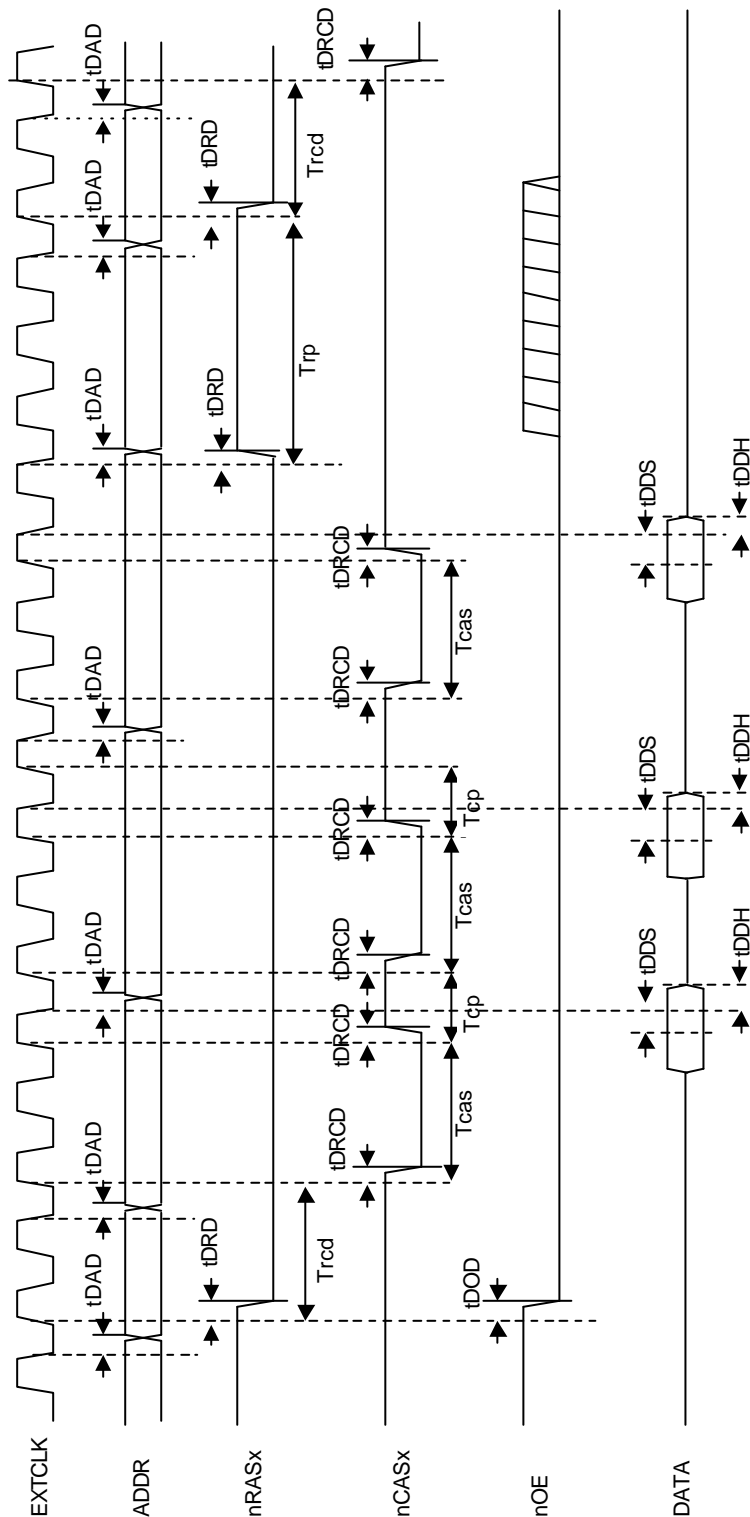 EXTCLK
tDAD tDAD tDAD tDAD tDAD tDAD tDAD
ADDR
tDRD tDRD tDRD
nRASx
Trcd Trp Trcd
tDRCD tDRCD tDRCD tDRCD tDRCD tDRCD tDRCD
nCASx
Tcas Tcp Tcas Tcp Tcas
tDOD
nOE
tDDS tDDS tDDS
DATA
tDDH tDDH tDDH